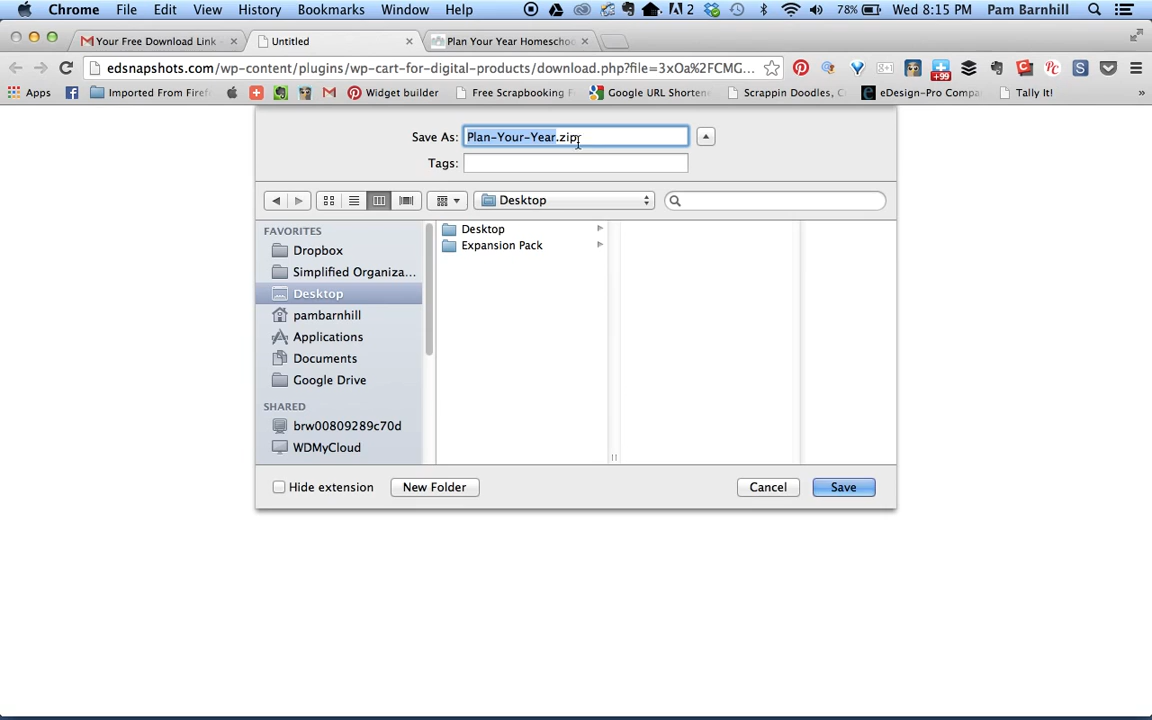 Chrome File Edit View History Bookmarks Window Help 2 78% Wed 8:15 PM Pam Barnhill
Your Free Download Link - Untitled Plan Your Year Homeschoo
edsnapshots.com/wp-content/plugins/wp-cart-for-digital-products/download.php?file=3xOa%2FCMG... +99
Apps Imported From Firef Widget builder Free Scrapbooking F Google URL Shortene Scrappin Doodles, C eDesign-Pro Compa Tally It! »
Save As: Plan-Your-Year.zip
Tags:
Desktop
FAVORITES
Dropbox
Simplified Organiza...
Desktop
pambarnhill
Applications
Documents
Google Drive
SHARED
brw00809289c70d
WDMyCloud
Desktop
Expansion Pack
Hide extension New Folder Cancel Save